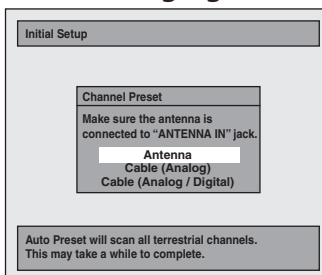 Initial Setup
Channel Preset
Make sure the antenna is
connected to “ANTENNA IN” jack.
Antenna
Cable (Analog)
Cable (Analog / Digital)
Auto Preset will scan all terrestrial channels.
This may take a while to complete.